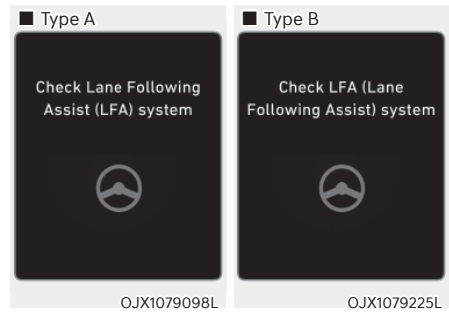 ■ Type A
Check Lane Following
Assist (LFA) system
OJX1079098L
■ Type B
Check LFA (Lane
Following Assist) system
OJX1079225L